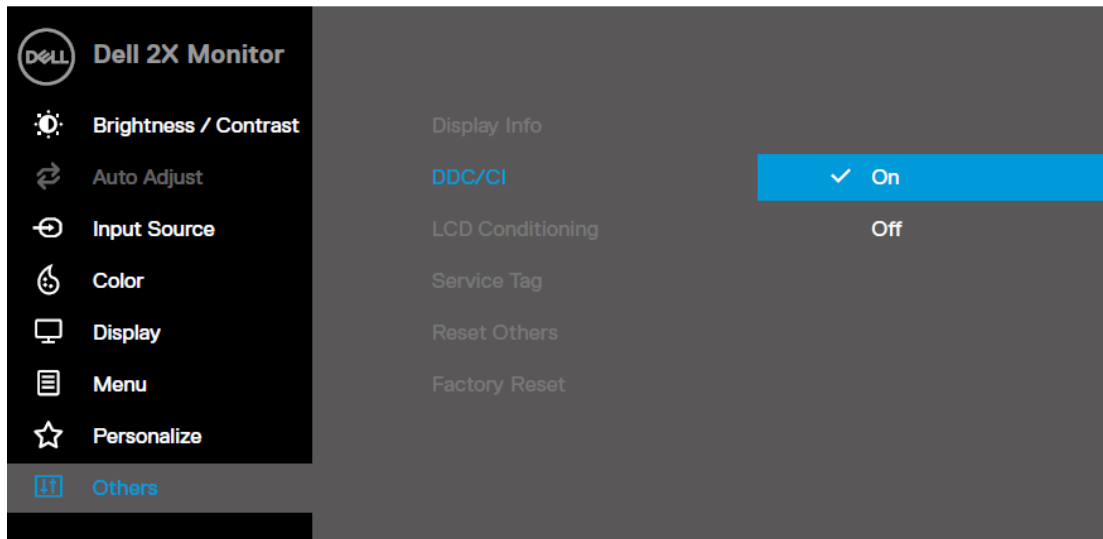 DELL Dell 2X Monitor
Brightness / Contrast Display Info
Auto Adjust DDC/CI On
Input Source LCD Conditioning Off
Color Service Tag
Display Reset Others
Menu Factory Reset
Personalize
Others